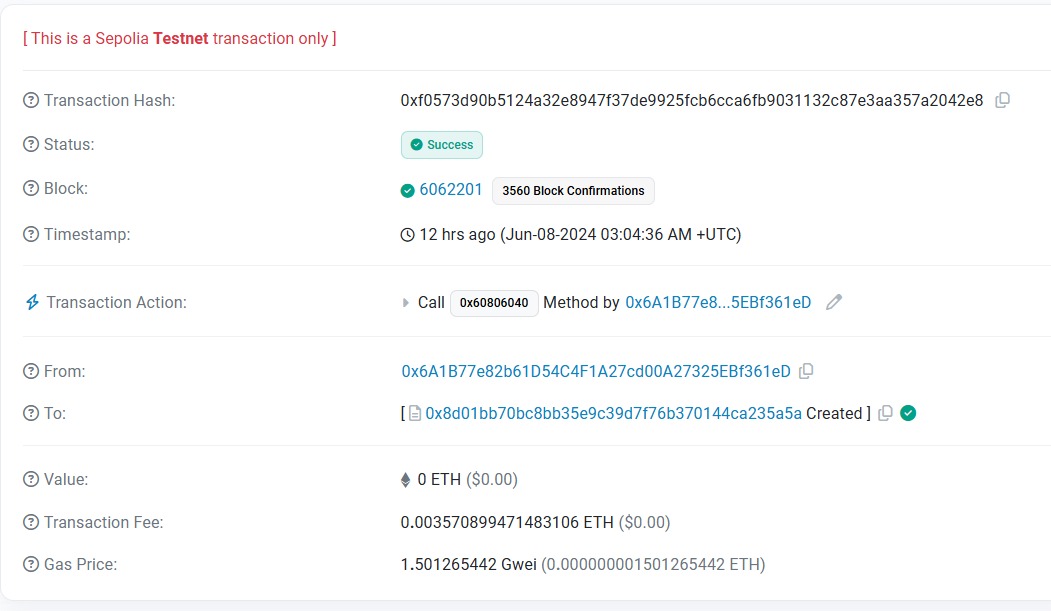 [ This is a Sepolia Testnet transaction only ]
Transaction Hash: 0xf0573d90b5124a32e8947f37de9925fcb6cca6fb9031132c87e3aa357a2042e8
Status: Success
Block: 6062201 3560 Block Confirmations
Timestamp: 12 hrs ago (Jun-08-2024 03:04:36 AM +UTC)
Transaction Action: Call 0x60806040 Method by 0x6A1B77e8...5EBf361eD
From: 0x6A1B77e82b61D54C4F1A27cd00A27325EBf361eD
To: [ 0x8d01bb70bc8bb35e9c39d7f76b370144ca235a5a Created ]
Value: 0 ETH ($0.00)
Transaction Fee: 0.003570899471483106 ETH ($0.00)
Gas Price: 1.501265442 Gwei (0.000000001501265442 ETH)